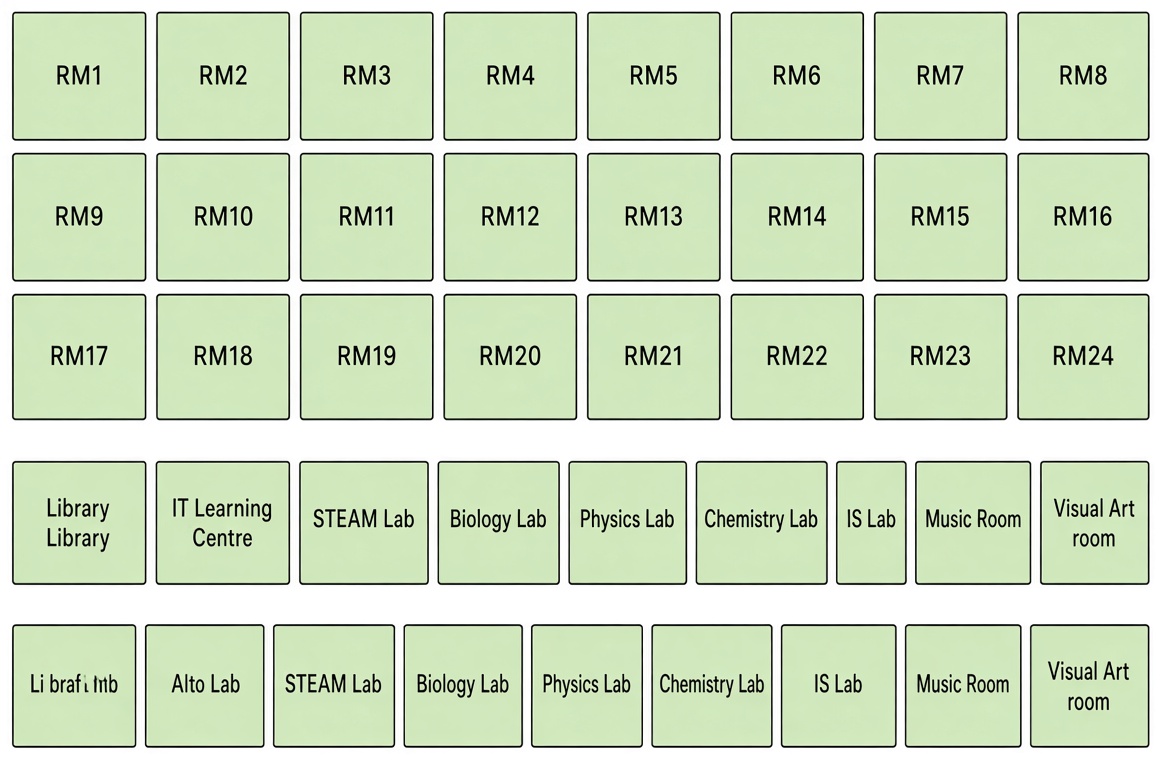 RM1 RM2 RM3 RM4 RM5 RM6 RM7 RM8
RM9 RM10 RM11 RM12 RM13 RM14 RM15 RM16
RM17 RM18 RM19 RM20 RM21 RM22 RM23 RM24
Library
Library
IT Learning
Centre
STEAM Lab
Biology Lab
Physics Lab
Chemistry Lab
IS Lab
Music Room
Visual Art
room
Alto Lab
STEAM Lab
Biology Lab
Physics Lab
Chemistry Lab
IS Lab
Music Room
Visual Art
room